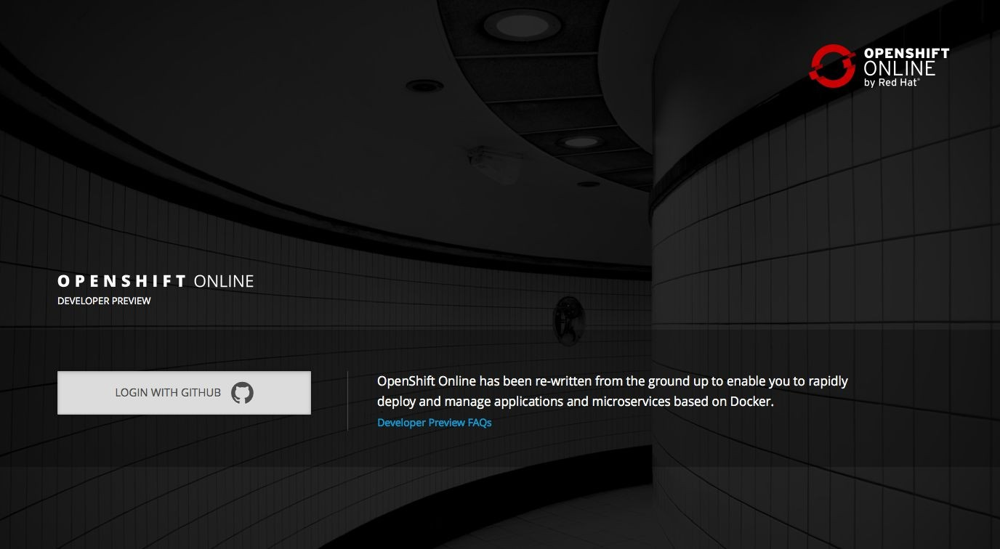 OPENSHIFT
ONLINE
by Red Hat®
OPENSHIFT ONLINE
DEVELOPER PREVIEW
LOGIN WITH GITHUB
OpenShift Online has been re-written from the ground up to enable you to rapidly
deploy and manage applications and microservices based on Docker.
Developer Preview FAQs